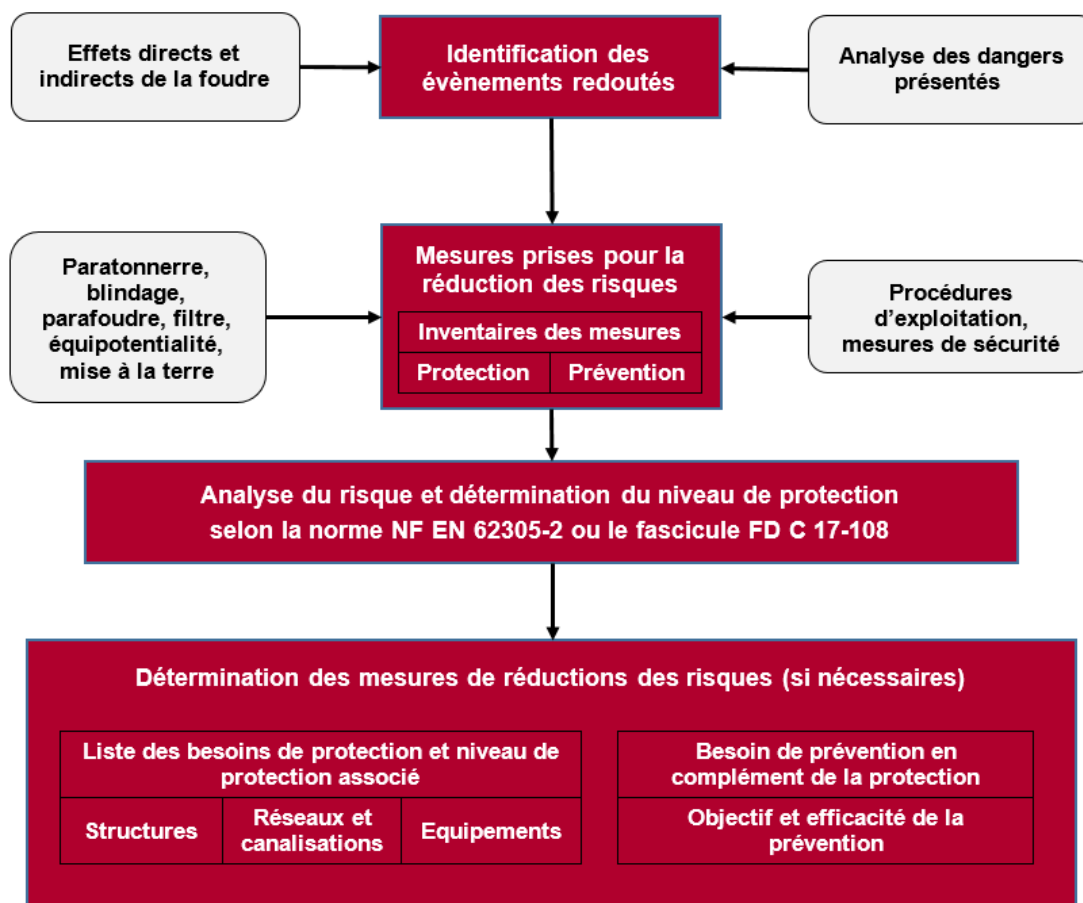 Effets directs et
indirects de la foudre
Identification des
évènements redoutés
Analyse des dangers
présentés
Paratonnerre,
blindage,
parafoudre, filtre,
équipotentialité,
mise à la terre
Mesures prises pour la
réduction des risques
Inventaires des mesures
Protection
Prévention
Procédures
d’exploitation,
mesures de sécurité
Analyse du risque et détermination du niveau de protection
selon la norme NF EN 62305-2 ou le fascicule FD C 17-108
Détermination des mesures de réductions des risques (si nécessaires)
Liste des besoins de protection et niveau de
protection associé
Structures
Réseaux et
canalisations
Equipements
Besoin de prévention en
complément de la protection
Objectif et efficacité de la
prévention